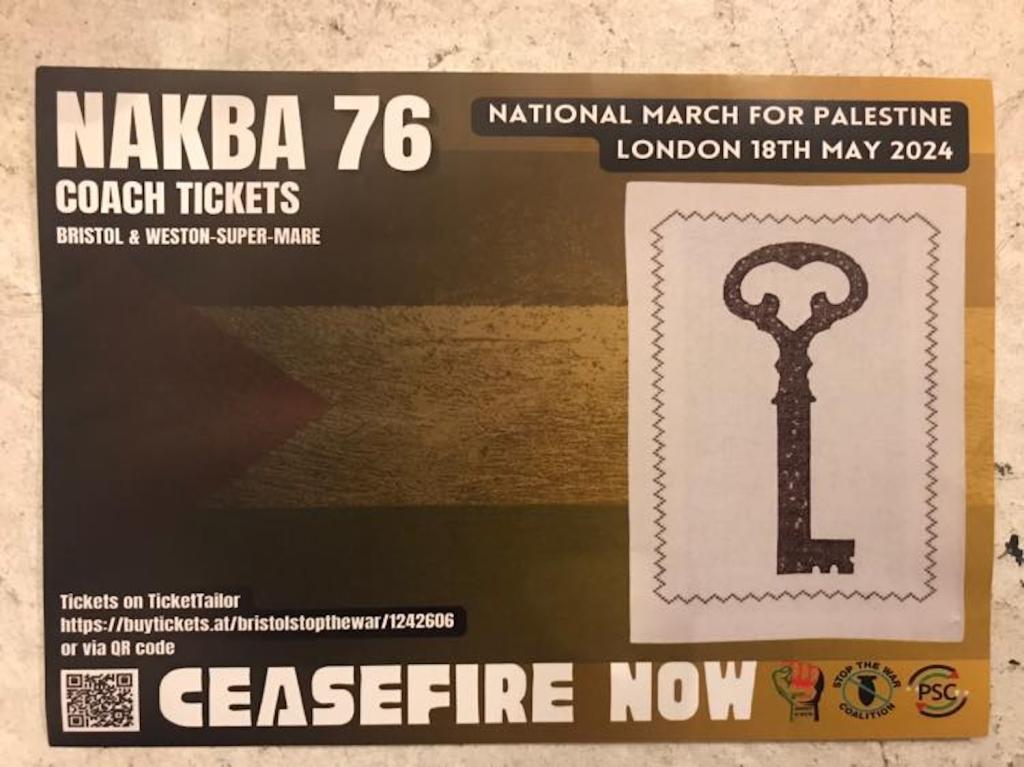 NAKBA 76
COACH TICKETS
BRISTOL & WESTON-SUPER-MARE
NATIONAL MARCH FOR PALESTINE
LONDON 18TH MAY 2024
Tickets on TicketTailor
https://buytickets.at/bristolstopthewar/1242606
or via QR code
CEASEFIRE NOW
STOP THE WAR
COALITION
PSC